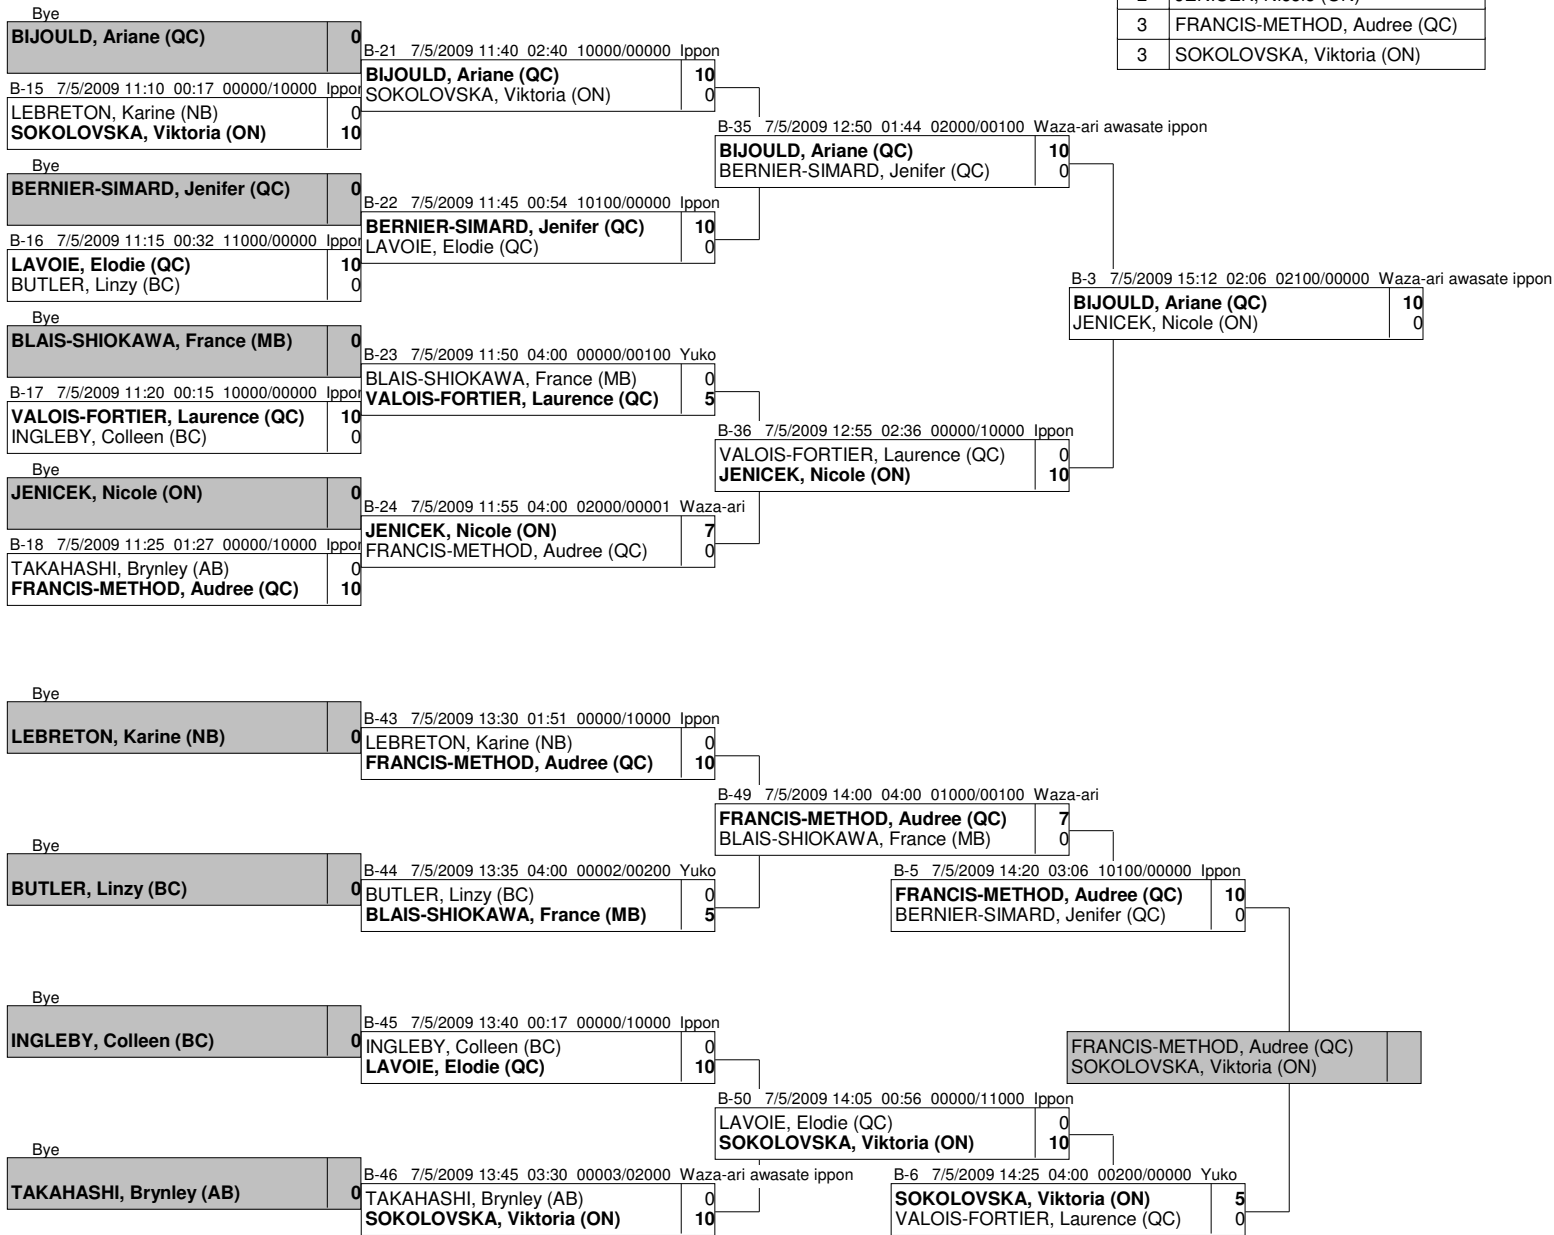 2 JENICEK, Nicole (ON)
3 FRANCIS-METHOD, Audree (QC)
3 SOKOLOVSKA, Viktoria (ON)
Bye
BIJOULD, Ariane (QC) 0
B-15 7/5/2009 11:10 00:17 00000/10000 Ippon
LEBRETON, Karine (NB) 0
SOKOLOVSKA, Viktoria (ON) 10
Bye
BERNIER-SIMARD, Jenifer (QC) 0
B-16 7/5/2009 11:15 00:32 11000/00000 Ippon
LAVOIE, Elodie (QC) 10
BUTLER, Linzy (BC) 0
Bye
BLAIS-SHIOKAWA, France (MB) 0
B-17 7/5/2009 11:20 00:15 10000/00000 Ippon
VALOIS-FORTIER, Laurence (QC) 10
INGLEBY, Colleen (BC) 0
Bye
JENICEK, Nicole (ON) 0
B-18 7/5/2009 11:25 01:27 00000/10000 Ippon
TAKAHASHI, Brynley (AB) 0
FRANCIS-METHOD, Audree (QC) 10
B-21 7/5/2009 11:40 02:40 10000/00000 Ippon
BIJOULD, Ariane (QC) 10
SOKOLOVSKA, Viktoria (ON) 0
B-22 7/5/2009 11:45 00:54 10100/00000 Ippon
BERNIER-SIMARD, Jenifer (QC) 10
LAVOIE, Elodie (QC) 0
B-23 7/5/2009 11:50 04:00 00000/00100 Yuko
BLAIS-SHIOKAWA, France (MB) 0
VALOIS-FORTIER, Laurence (QC) 5
B-24 7/5/2009 11:55 04:00 02000/00001 Waza-ari
JENICEK, Nicole (ON) 7
FRANCIS-METHOD, Audree (QC) 0
B-35 7/5/2009 12:50 01:44 02000/00100 Waza-ari awasate ippon
BIJOULD, Ariane (QC) 10
BERNIER-SIMARD, Jenifer (QC) 0
B-36 7/5/2009 12:55 02:36 00000/10000 Ippon
VALOIS-FORTIER, Laurence (QC) 0
JENICEK, Nicole (ON) 10
B-3 7/5/2009 15:12 02:06 02100/00000 Waza-ari awasate ippon
BIJOULD, Ariane (QC) 10
JENICEK, Nicole (ON) 0
Bye
LEBRETON, Karine (NB) 0
Bye
BUTLER, Linzy (BC) 0
Bye
INGLEBY, Colleen (BC) 0
Bye
TAKAHASHI, Brynley (AB) 0
B-43 7/5/2009 13:30 01:51 00000/10000 Ippon
LEBRETON, Karine (NB) 0
FRANCIS-METHOD, Audree (QC) 10
B-44 7/5/2009 13:35 04:00 00002/00200 Yuko
BUTLER, Linzy (BC) 0
BLAIS-SHIOKAWA, France (MB) 5
B-45 7/5/2009 13:40 00:17 00000/10000 Ippon
INGLEBY, Colleen (BC) 0
LAVOIE, Elodie (QC) 10
B-46 7/5/2009 13:45 03:30 00003/02000 Waza-ari awasate ippon
TAKAHASHI, Brynley (AB) 0
SOKOLOVSKA, Viktoria (ON) 10
B-49 7/5/2009 14:00 04:00 01000/00100 Waza-ari
FRANCIS-METHOD, Audree (QC) 7
BLAIS-SHIOKAWA, France (MB) 0
B-50 7/5/2009 14:05 00:56 00000/11000 Ippon
LAVOIE, Elodie (QC) 0
SOKOLOVSKA, Viktoria (ON) 10
B-5 7/5/2009 14:20 03:06 10100/00000 Ippon
FRANCIS-METHOD, Audree (QC) 10
BERNIER-SIMARD, Jenifer (QC) 0
B-6 7/5/2009 14:25 04:00 00200/00000 Yuko
SOKOLOVSKA, Viktoria (ON) 5
VALOIS-FORTIER, Laurence (QC) 0
FRANCIS-METHOD, Audree (QC)
SOKOLOVSKA, Viktoria (ON)